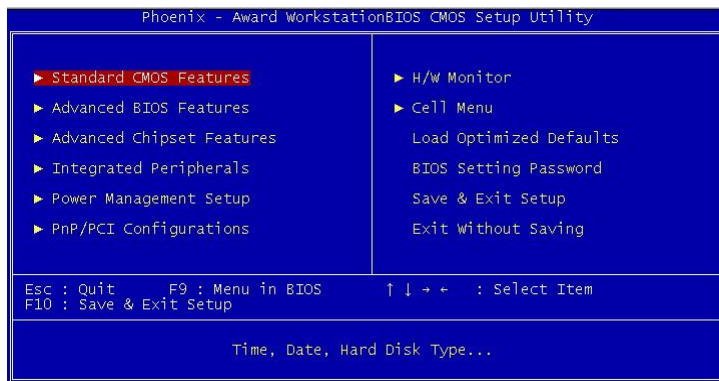 Phoenix - Award WorkstationBIOS CMOS Setup Utility
▶ Standard CMOS Features
▶ Advanced BIOS Features
▶ Advanced Chipset Features
▶ Integrated Peripherals
▶ Power Management Setup
▶ PnP/PCI Configurations
▶ H/W Monitor
▶ Cell Menu
Load Optimized Defaults
BIOS Setting Password
Save & Exit Setup
Exit Without Saving
Esc : Quit F9 : Menu in BIOS ↑ ↓ → ← : Select Item
F10 : Save & Exit Setup
Time, Date, Hard Disk Type...